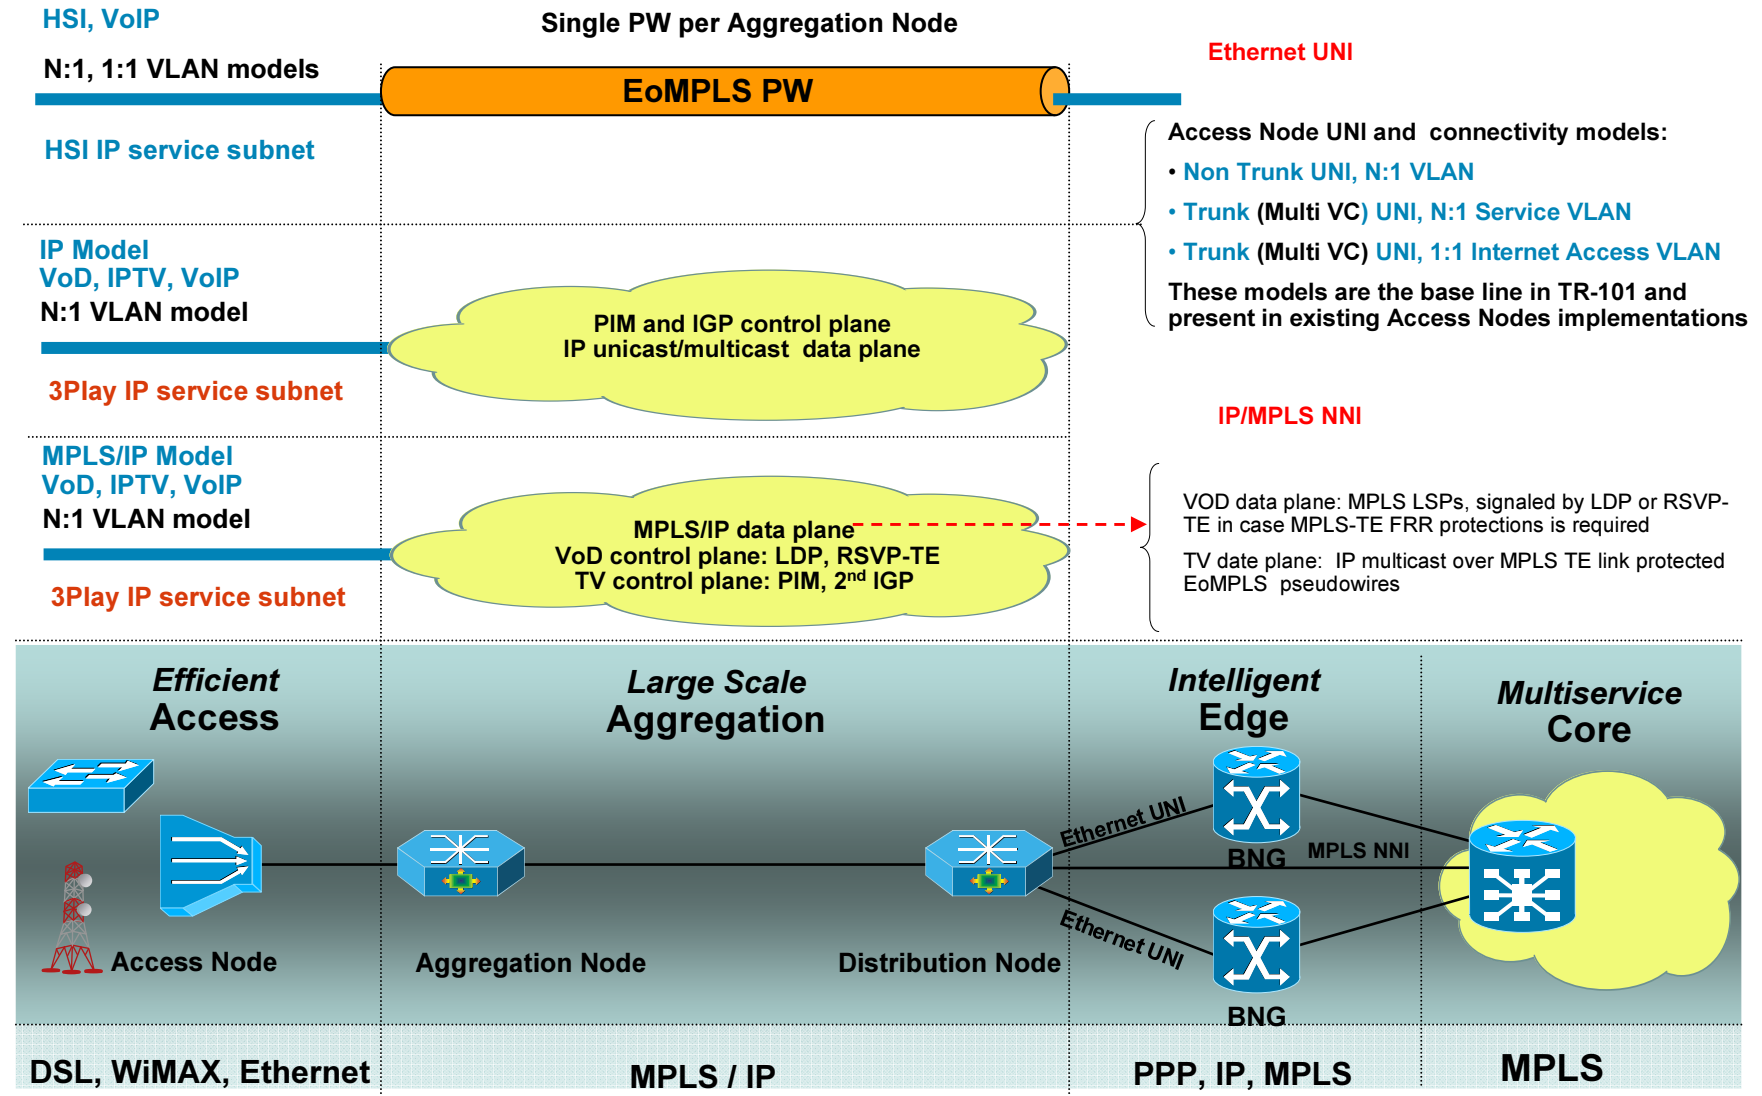 HSI, VoIP
Single PW per Aggregation Node
Ethernet UNI
N:1, 1:1 VLAN models
EoMPLS PW
HSI IP service subnet
Access Node UNI and connectivity models:
• Non Trunk UNI, N:1 VLAN
• Trunk (Multi VC) UNI, N:1 Service VLAN
• Trunk (Multi VC) UNI, 1:1 Internet Access VLAN
These models are the base line in TR-101 and
present in existing Access Nodes implementations
IP Model
VoD, IPTV, VoIP
N:1 VLAN model
PIM and IGP control plane
IP unicast/multicast data plane
3Play IP service subnet
IP/MPLS NNI
MPLS/IP Model
VoD, IPTV, VoIP
N:1 VLAN model
MPLS/IP data plane
VoD control plane: LDP, RSVP-TE
TV control plane: PIM, 2nd IGP
3Play IP service subnet
VOD data plane: MPLS LSPs, signaled by LDP or RSVP-
TE in case MPLS-TE FRR protections is required
TV date plane: IP multicast over MPLS TE link protected
EoMPLS pseudowires
Efficient
Access
Large Scale
Aggregation
Intelligent
Edge
Multiservice
Core
Ethernet UNI
BNG
MPLS NNI
Ethernet UNI
BNG
Access Node
Aggregation Node
Distribution Node
DSL, WiMAX, Ethernet
MPLS / IP
PPP, IP, MPLS
MPLS